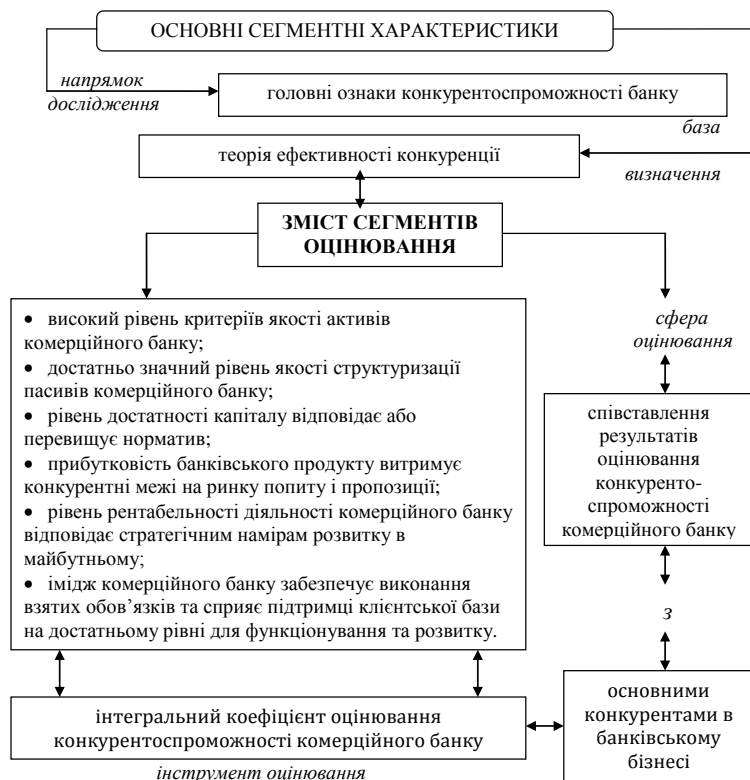 ОСНОВНІ СЕГМЕНТНІ ХАРАКТЕРИСТИКИ
напрямок
дослідження
головні ознаки конкурентоспроможності банку
база
теорія ефективності конкуренції
визначення
ЗМІСТ СЕГМЕНТІВ
ОЦІНЮВАННЯ
• високий рівень критеріїв якості активів
комерційного банку;
• достатньо значний рівень якості структуризації
пасивів комерційного банку;
• рівень достатності капіталу відповідає або
перевищує норматив;
• прибутковість банківського продукту витримує
конкурентні межі на ринку попиту і пропозиції;
• рівень рентабельності діяльності комерційного банку
відповідає стратегічним намірам розвитку в
майбутньому;
• імідж комерційного банку забезпечує виконання
взятих обов’язків та сприяє підтримці клієнтської бази
на достатньому рівні для функціонування та розвитку.
сфера
оцінювання
співставлення
результатів
оцінювання
конкуренто-
спроможності
комерційного банку
з
основними
конкурентами в
банківському
бізнесі
інтегральний коефіцієнт оцінювання
конкурентоспроможності комерційного банку
інструмент оцінювання